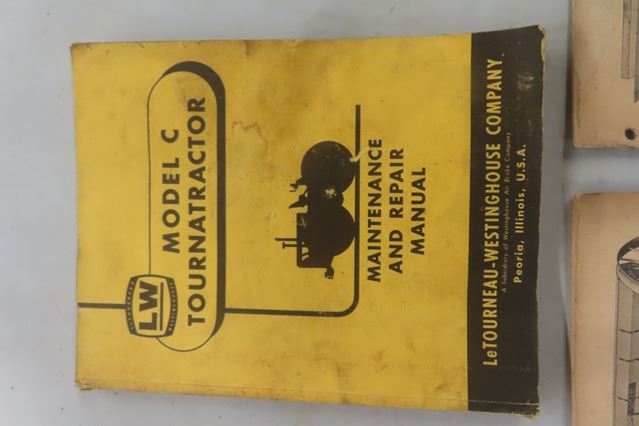 LW
MODEL C
TOURNATRACTOR
MAINTENANCE
AND REPAIR
MANUAL
LeTOURNEAU-WESTINGHOUSE COMPANY
A Subsidiary of Westinghouse Air Brake Company
Peoria, Illinois, U.S.A.